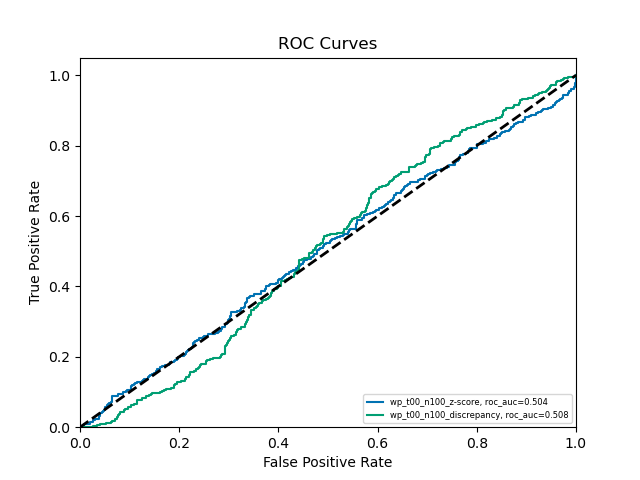 ROC Curves
True Positive Rate
1.0
0.8
0.6
0.4
0.2
0.0
0.0 0.2 0.4 0.6 0.8 1.0
False Positive Rate
wp_t00_n100_z-score, roc_auc=0.504
wp_t00_n100_discrepancy, roc_auc=0.508